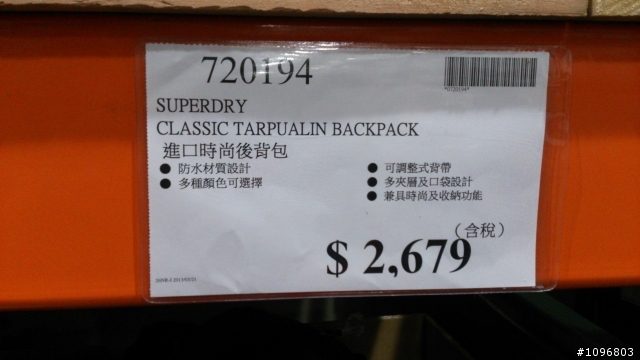 720194
*720194*
SUPERDRY
CLASSIC TARPUALIN BACKPACK
進口時尚後背包
● 防水材質設計 ● 可調整式背帶
● 多種顏色可選擇 ● 多夾層及口袋設計
● 兼具時尚及收納功能
(含稅)
$ 2,679
#1096803